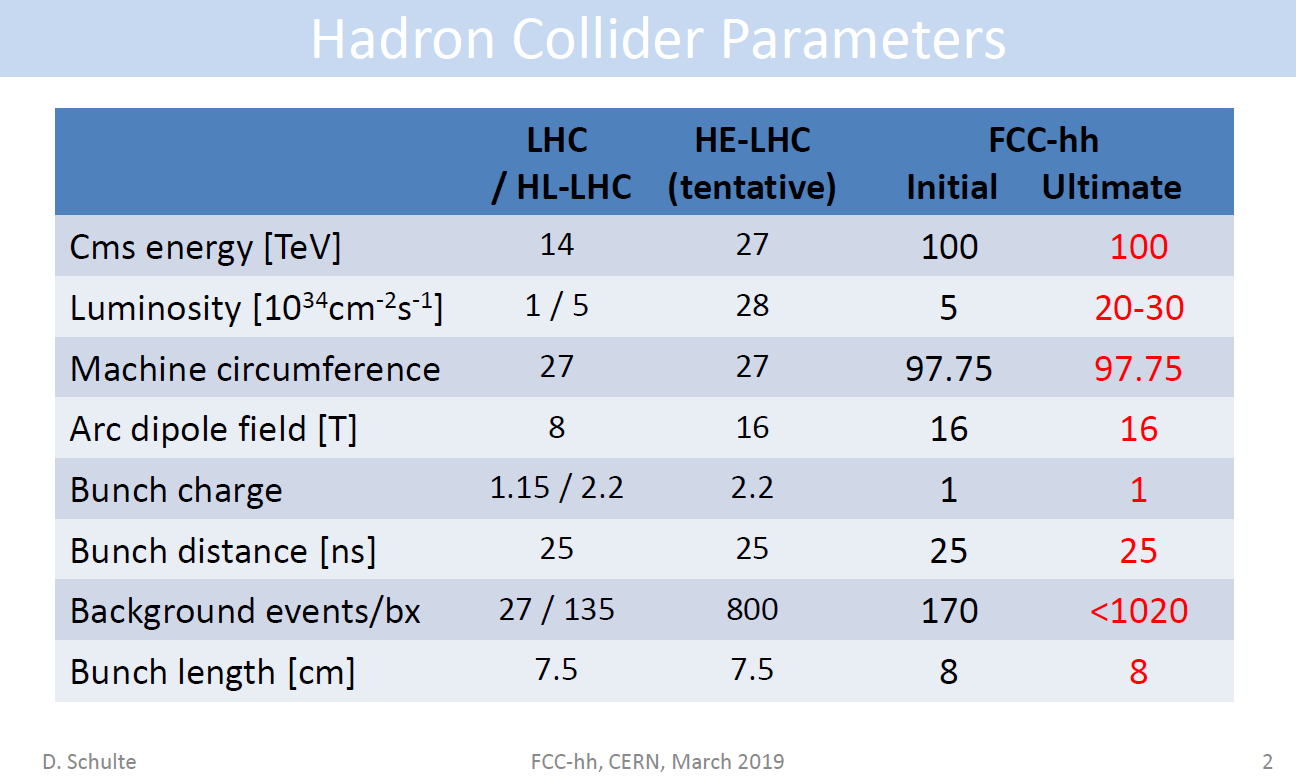 Hadron Collider Parameters
LHC HE-LHC FCC-hh
/ HL-LHC (tentative) Initial Ultimate
Cms energy [TeV] 14 27 100 100
Luminosity [10³⁴cm⁻²s⁻¹] 1 / 5 28 5 20-30
Machine circumference 27 27 97.75 97.75
Arc dipole field [T] 8 16 16 16
Bunch charge 1.15 / 2.2 2.2 1 1
Bunch distance [ns] 25 25 25 25
Background events/bx 27 / 135 800 170 <1020
Bunch length [cm] 7.5 7.5 8 8
D. Schulte FCC-hh, CERN, March 2019 2